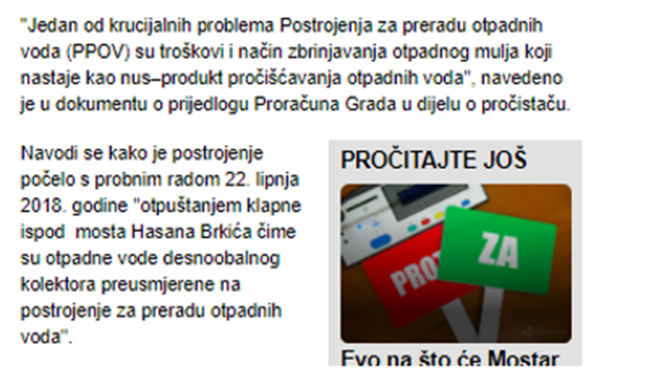 "Jedan od krucijalnih problema Postrojenja za preradu otpadnih
voda (PPOV) su troškovi i način zbrinjavanja otpadnog mulja koji
nastaje kao nus–produkt pročišćavanja otpadnih voda", navedeno
je u dokumentu o prijedlogu Proračuna Grada u dijelu o pročistaču.
Navodi se kako je postrojenje
počelo s probnim radom 22. lipnja
2018. godine "otpuštanjem klapne
ispod mosta Hasana Brkića čime
su otpadne vode desnoobalnog
kolektora preusmjerene na
postrojenje za preradu otpadnih
voda".
PROČITAJTE JOŠ
PROT
ZA
Evo na što će Mostar